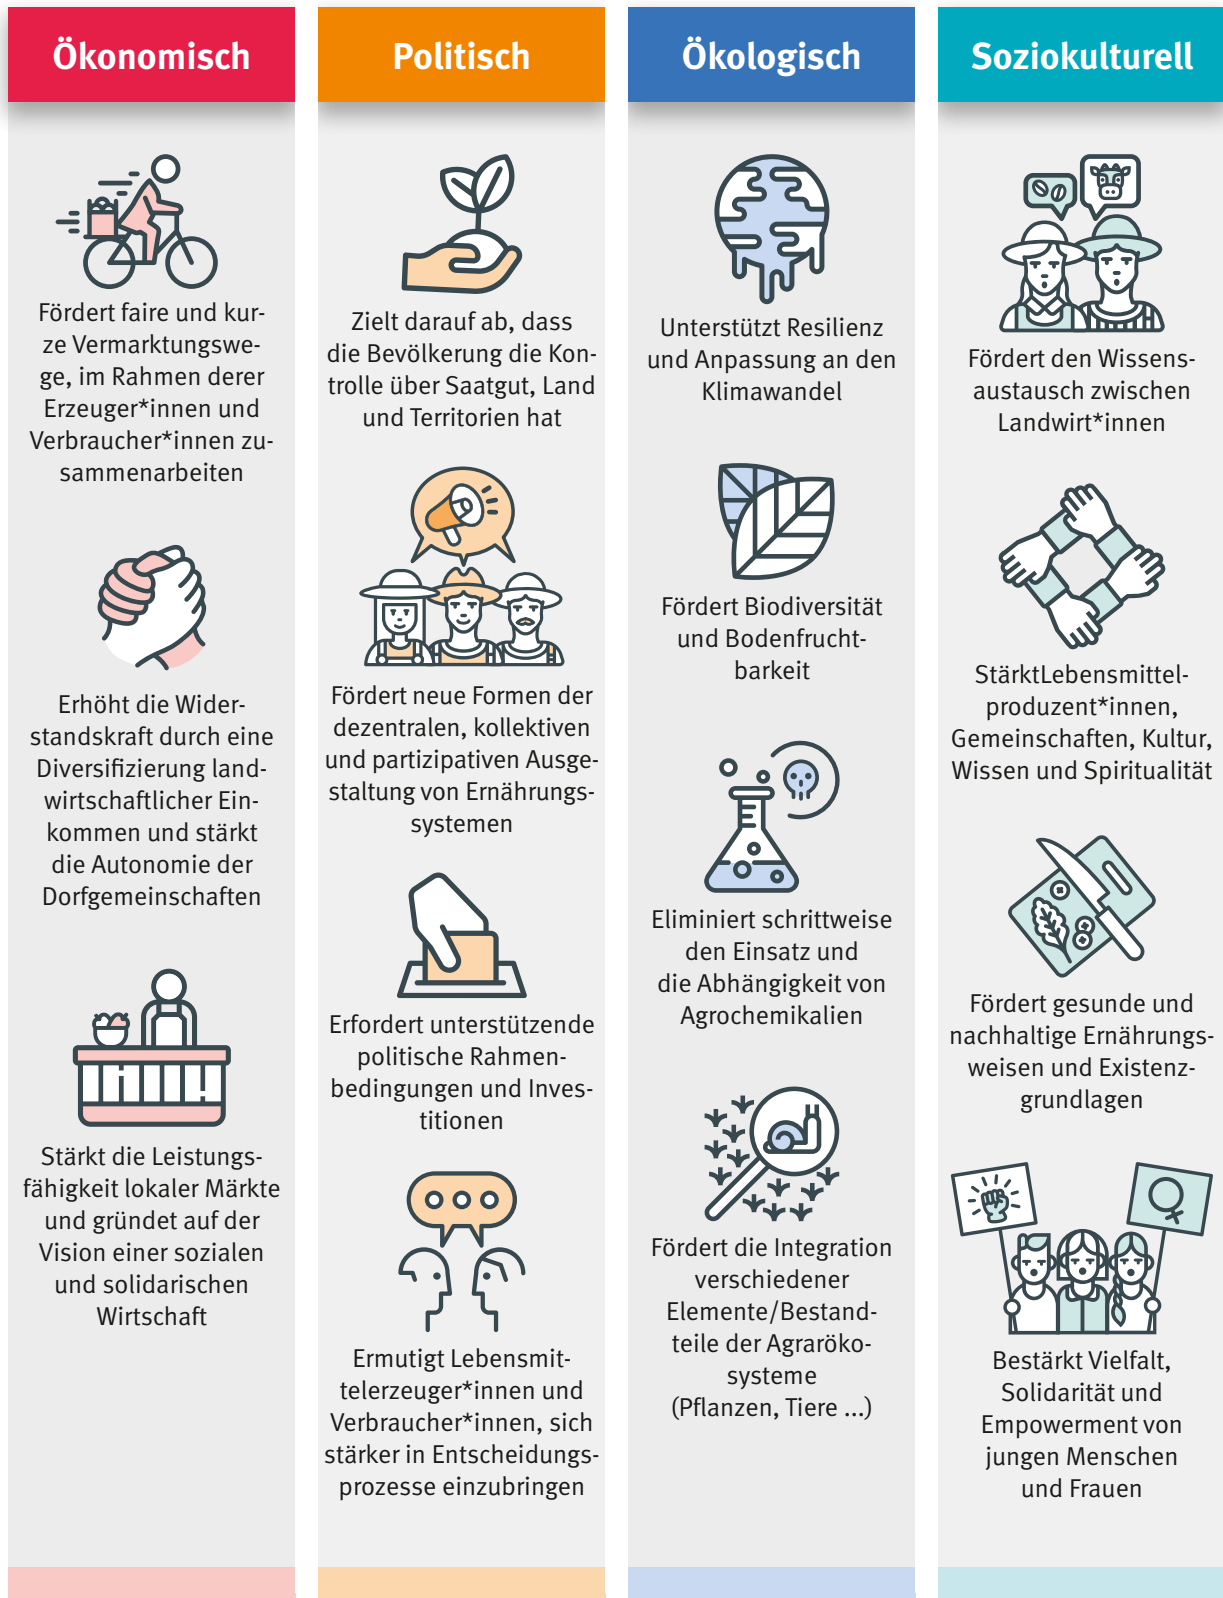 Ökonomisch
Fördert faire und kur-
ze Vermarktungswe-
ge, im Rahmen derer
Erzeuger*innen und
Verbraucher*innen zu-
sammenarbeiten
Erhöht die Wider-
standskraft durch eine
Diversifizierung land-
wirtschaftlicher Ein-
kommen und stärkt
die Autonomie der
Dorfgemeinschaften
Stärkt die Leistungs-
fähigkeit lokaler Märkte
und gründet auf der
Vision einer sozialen
und solidarischen
Wirtschaft
Politisch
Zielt darauf ab, dass
die Bevölkerung die Kon-
trolle über Saatgut, Land
und Territorien hat
Fördert neue Formen der
dezentralen, kollektiven
und partizipativen Ausge-
staltung von Ernährungs-
systemen
Erfordert unterstützende
politische Rahmen-
bedingungen und Inves-
titionen
Ermutigt Lebensmit-
telerzeuger*innen und
Verbraucher*innen, sich
stärker in Entscheidungs-
prozesse einzubringen
Ökologisch
Unterstützt Resilienz
und Anpassung an den
Klimawandel
Fördert Biodiversität
und Bodenfrucht-
barkeit
Eliminiert schrittweise
den Einsatz und
die Abhängigkeit von
Agrochemikalien
Fördert die Integration
verschiedener
Elemente/Bestand-
teile der Agraröko-
systeme
(Pflanzen, Tiere ...)
Soziokulturell
Fördert den Wissens-
austausch zwischen
Landwirt*innen
StärktLebensmittel-
produzent*innen,
Gemeinschaften, Kultur,
Wissen und Spiritualität
Fördert gesunde und
nachhaltige Ernährungs-
weisen und Existenz-
grundlagen
Bestärkt Vielfalt,
Solidarität und
Empowerment von
jungen Menschen
und Frauen